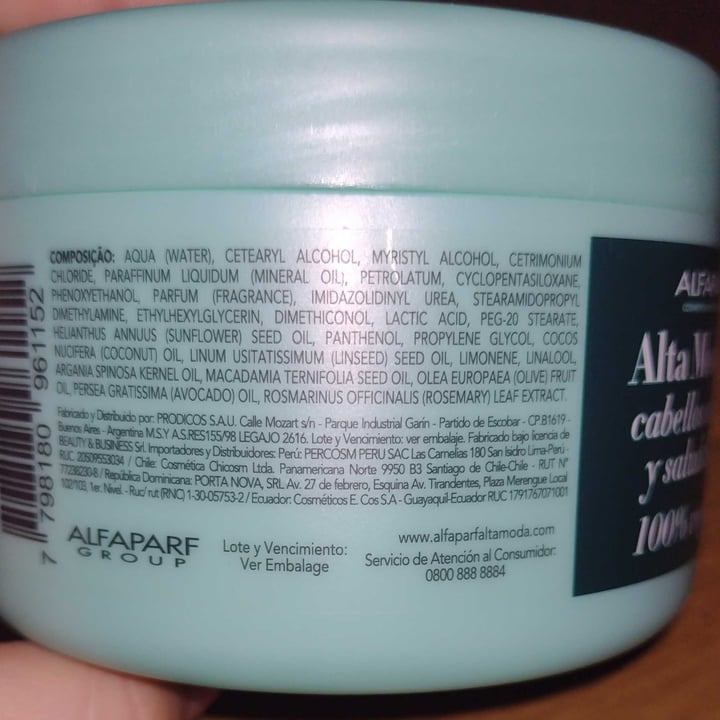 COMPOSIÇÃO: AQUA (WATER), CETEARYL ALCOHOL, MYRISTYL ALCOHOL, CETRIMONIUM
CHLORIDE, PARAFFINUM LIQUIDUM (MINERAL OIL), PETROLATUM, CYCLOPENTASILOXANE,
PHENOXYETHANOL, PARFUM (FRAGRANCE), IMIDAZOLIDINYL UREA, STEARAMIDOPROPYL
DIMETHYLAMINE, ETHYLHEXYLGLYCERIN, DIMETHICONOL, LACTIC ACID, PEG-20 STEARATE,
HELIANTHUS ANNUUS (SUNFLOWER) SEED OIL, PANTHENOL, PROPYLENE GLYCOL, COCOS
NUCIFERA (COCONUT) OIL, LINUM USITATISSIMUM (LINSEED) SEED OIL, LIMONENE, LINALOOL,
ARGANIA SPINOSA KERNEL OIL, MACADAMIA TERNIFOLIA SEED OIL, OLEA EUROPAEA (OLIVE) FRUIT
OIL, PERSEA GRATISSIMA (AVOCADO) OIL, ROSMARINUS OFFICINALIS (ROSEMARY) LEAF EXTRACT.
Fabricado y Distribuido por: PRODICOS S.A.U. Calle Mozart s/n - Parque Industrial Garín - Partido de Escobar - CP.B1619 -
Buenos Aires - Argentina M.S.Y A.S.RES155/98 LEGAJO 2616. Lote y Vencimiento: ver embalaje. Fabricado bajo licencia de
BEAUTY & BUSINESS Srl. Importadores y Distribuidores: Perú: PERCOSM PERU SAC Las Camelias 180 San Isidro Lima-Perú -
RUC 20509553034 / Chile: Cosmética Chicosm Ltda. Panamericana Norte 9950 B3 Santiago de Chile-Chile - RUT N°
77238230-8 / República Dominicana: PORTA NOVA, SRL Av. 27 de febrero, Esquina Av. Tirandentes, Plaza Merengue Local
102/103, 1er. Nivel. - Ruc/ rut (RNC) 1-30-05753-2 / Ecuador: Cosméticos E. Cos S.A - Guayaquil-Ecuador RUC 1791767071001
ALFAPARF
GROUP
Lote y Vencimiento:
Ver Embalage
www.alfaparfaltamoda.com
Servicio de Atención al Consumidor:
0800 888 8884
7 798180 961152
ALFAPARF
Alta
cabellos
y
100%